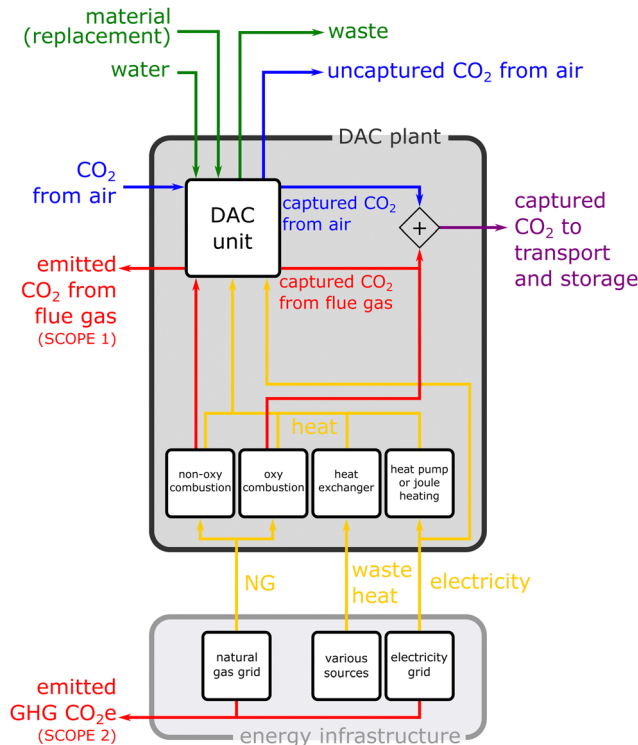 material
(replacement)
waste
water
uncaptured CO₂ from air
DAC plant
CO₂
from air
DAC
unit
captured CO₂
from air
+
captured
CO₂ to
transport
and storage
emitted
CO₂ from
flue gas
(SCOPE 1)
captured CO₂
from flue gas
heat
non-oxy
combustion
oxy
combustion
heat
exchanger
heat pump
or joule
heating
NG
waste
heat
electricity
natural
gas grid
various
sources
electricity
grid
emitted
GHG CO₂e
(SCOPE 2)
energy infrastructure